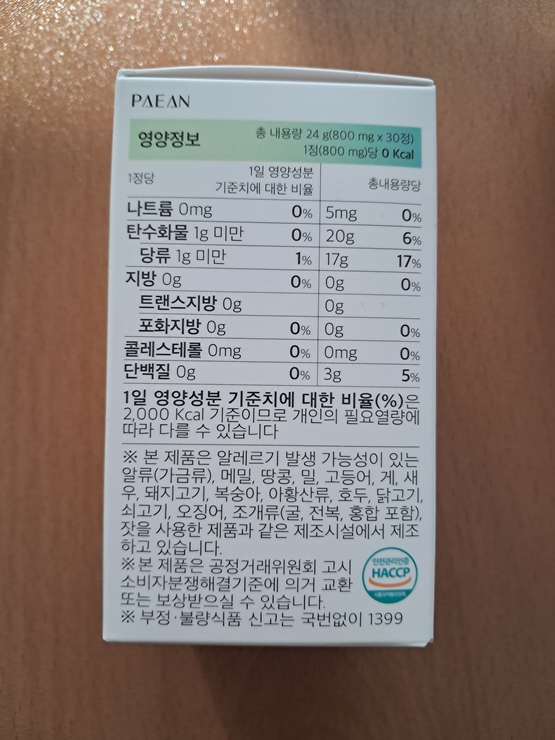 PAEAN
영양정보
총 내용량 24 g(800 mg x 30정)
1정(800 mg)당 0 Kcal
1정당 1일 영양성분 기준치에 대한 비율 총내용량당
나트륨 0mg 0% 5mg 0%
탄수화물 1g 미만 0% 20g 6%
당류 1g 미만 1% 17g 17%
지방 0g 0% 0g 0%
트랜스지방 0g 0g
포화지방 0g 0% 0g 0%
콜레스테롤 0mg 0% 0mg 0%
단백질 0g 0% 3g 5%
1일 영양성분 기준치에 대한 비율(%)은
2,000 Kcal 기준이므로 개인의 필요열량에
따라 다를 수 있습니다
※ 본 제품은 알레르기 발생 가능성이 있는
알류(가금류), 메밀, 땅콩, 밀, 고등어, 게, 새
우, 돼지고기, 복숭아, 아황산류, 호두, 닭고기,
쇠고기, 오징어, 조개류(굴, 전복, 홍합 포함),
잣을 사용한 제품과 같은 제조시설에서 제조
하고 있습니다.
※본 제품은 공정거래위원회 고시
소비자분쟁해결기준에 의거 교환
또는 보상받으실 수 있습니다.
※ 부정·불량식품 신고는 국번없이 1399
안전관리인증
HACCP
식품의약품안전처